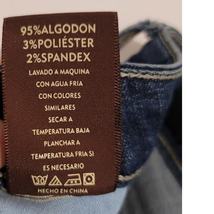 95%ALGODON
3%POLIÉSTER
2%SPANDEX
LAVADO A MAQUINA
CON AGUA FRIA
CON COLORES
SIMILARES
SECAR A
TEMPERATURA BAJA
PLANCHAR A
TEMPERATURA FRIA SI
ES NECESARIO
HECHO EN CHINA